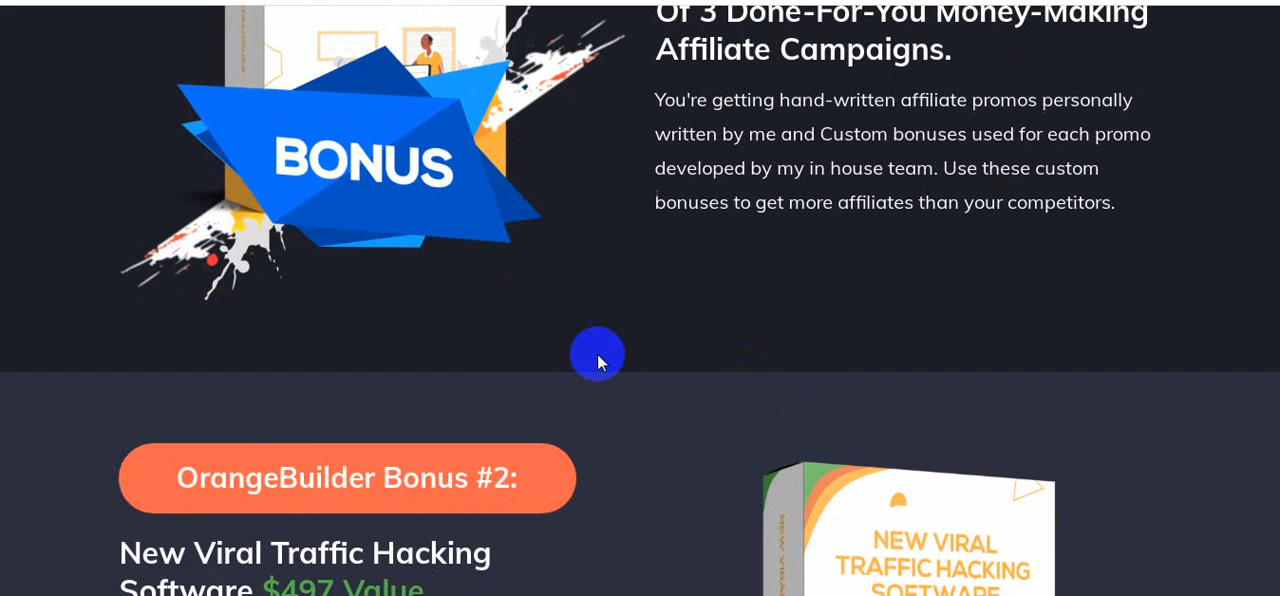 Of 3 Done-For-You Money-Making
Affiliate Campaigns.
You're getting hand-written affiliate promos personally
written by me and Custom bonuses used for each promo
developed by my in house team. Use these custom
bonuses to get more affiliates than your competitors.
BONUS
OrangeBuilder Bonus #2:
New Viral Traffic Hacking
Software $497 Value
NEW VIRAL
TRAFFIC HACKING
SOFTWARE